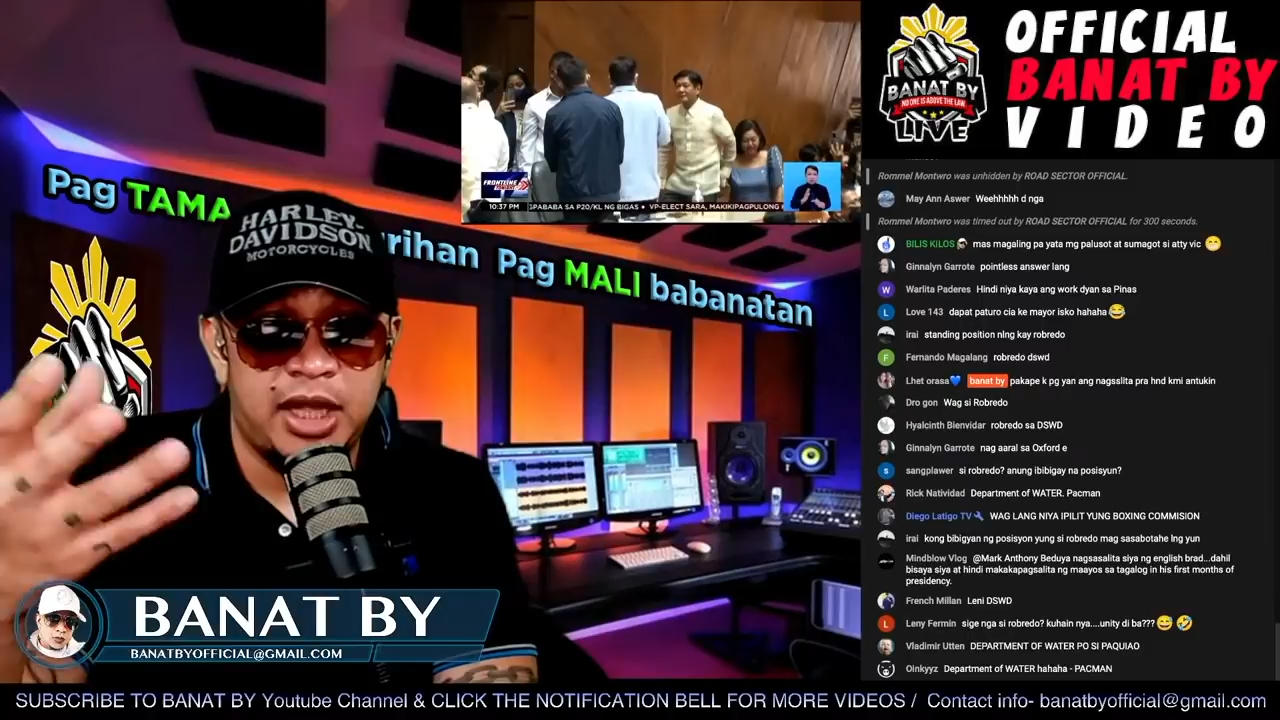 OFFICIAL
BANAT BY
VIDEO
BANAT BY
NO ONE IS ABOVE THE LAW
LIVE
FRONTLINE
10:37 PM
IPABABA SA P20/KL NG BIGAS • VP-ELECT SARA, MAKIKIPAGPULONG
Pag TAMA
rihan Pag MALI babanatan
HARLEY-
DAVIDSON
MOTORCYCLES
Rommel Montwro was unhidden by ROAD SECTOR OFFICIAL.
May Ann Aswer Weehhhhh d nga
Rommel Montwro was timed out by ROAD SECTOR OFFICIAL for 300 seconds.
BILIS KILOS mas magaling pa yata mg palusot at sumagot si atty vic 😁
Ginnalyn Garrote pointless answer lang
W
Warlita Paderes Hindi niya kaya ang work dyan sa Pinas
L
Love 143 dapat paturo cia ke mayor isko hahaha😂
irai standing position nlng kay robredo
F
Fernando Magalang robredo dswd
Lhet orasa💙 banat by pakape k pg yan ang nagsslita pra hnd kmi antukin
Dro gon Wag si Robredo
Hyalcinth Bienvidar robredo sa DSWD
Ginnalyn Garrote nag aaral sa Oxford e
s
sangplawer si robredo? anung ibibigay na posisyun?
Rick Natividad Department of WATER. Pacman
Diego Latigo TV WAG LANG NIYA IPILIT YUNG BOXING COMMISION
irai kong bibigyan ng posisyon yung si robredo mag sasabotahe lng yun
Mindblow Vlog @Mark Anthony Beduya nagsasalita siya ng english brad...dahil
bisaya siya at hindi makakapagsalita ng maayos sa tagalog in his first months of
presidency.
French Millan Leni DSWD
L
Leny Fermin sige nga si robredo? kuhain nya....unity di ba??? 😄 🤣
Vladimir Utten DEPARTMENT OF WATER PO SI PAQUIAO
Oinkyyz Department of WATER hahaha - PACMAN
BANAT BY
BANATBYOFFICIAL@GMAIL.COM
SUBSCRIBE TO BANAT BY Youtube Channel & CLICK THE NOTIFICATION BELL FOR MORE VIDEOS / Contact info- banatbyofficial@gmail.com